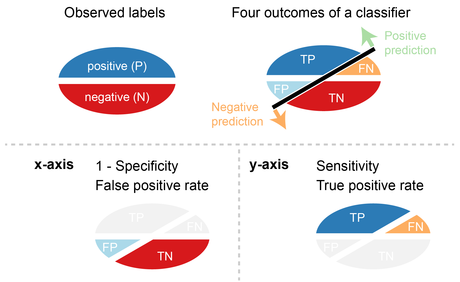 Observed labels
positive (P)
negative (N)
Four outcomes of a classifier
Positive
prediction
TP
FN
FP
TN
Negative
prediction
x-axis
1 - Specificity
False positive rate
TP
FN
FP
TN
y-axis
Sensitivity
True positive rate
TP
FN
FP
TN